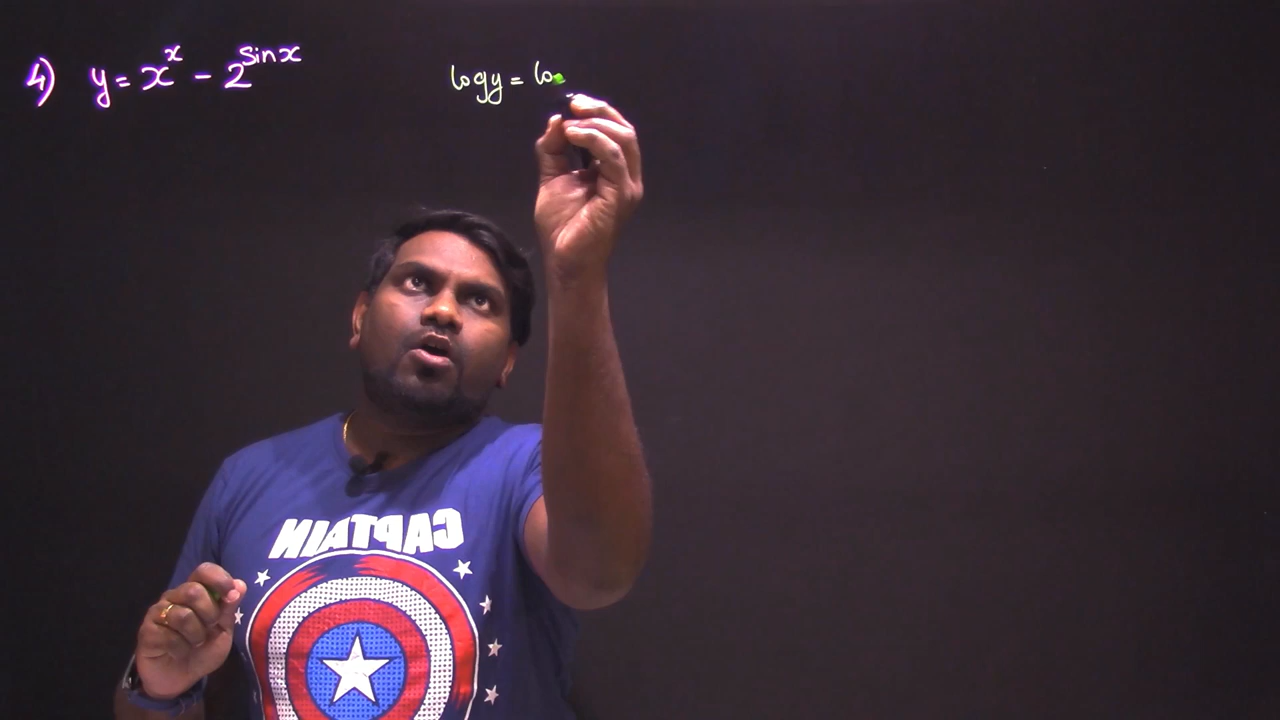 4) y = x^x - 2^sinx
log y = lo
CAPTAIN